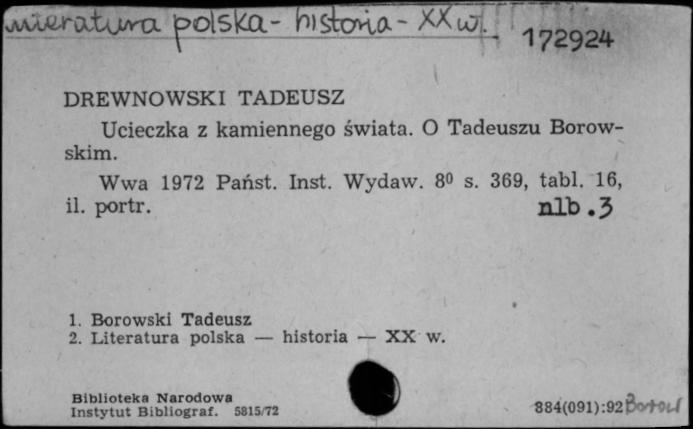 literatura polska - historia - XX w.
172924
DREWNOWSKI TADEUSZ
Ucieczka z kamiennego świata. O Tadeuszu Borow-
skim.
Wwa 1972 Państ. Inst. Wydaw. 8⁰ s. 369, tabl. 16,
il. portr. nlb. 3
1. Borowski Tadeusz
2. Literatura polska — historia — XX w.
Biblioteka Narodowa
Instytut Bibliograf. 5815/72
884(091):92 Borow